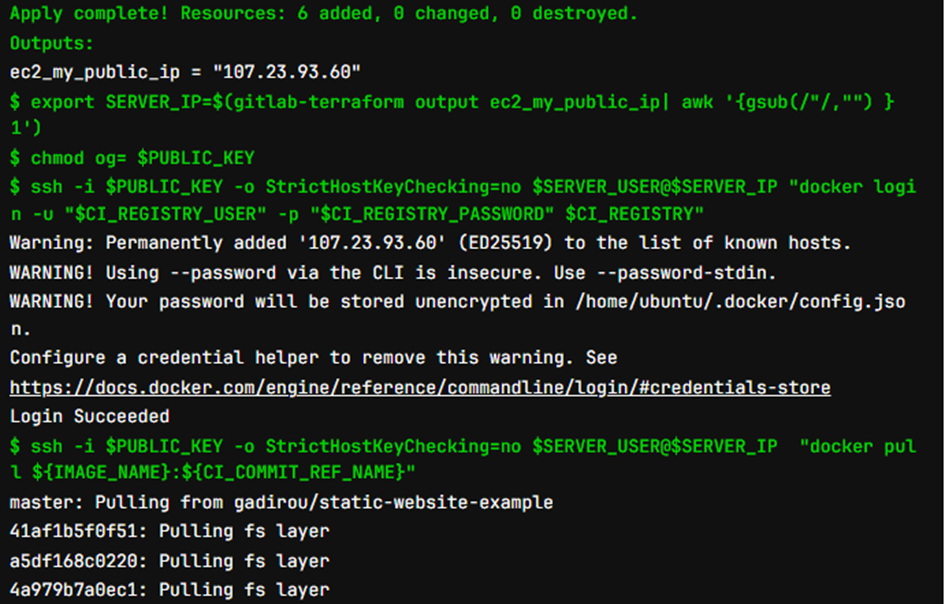 Apply complete! Resources: 6 added, 0 changed, 0 destroyed.
Outputs:
ec2_my_public_ip = "107.23.93.60"
$ export SERVER_IP=$(gitlab-terraform output ec2_my_public_ip| awk '{gsub(/"/,"") }
1')
$ chmod og= $PUBLIC_KEY
$ ssh -i $PUBLIC_KEY -o StrictHostKeyChecking=no $SERVER_USER@$SERVER_IP "docker logi
n -u "$CI_REGISTRY_USER" -p "$CI_REGISTRY_PASSWORD" $CI_REGISTRY"
Warning: Permanently added '107.23.93.60' (ED25519) to the list of known hosts.
WARNING! Using --password via the CLI is insecure. Use --password-stdin.
WARNING! Your password will be stored unencrypted in /home/ubuntu/.docker/config.jso
n.
Configure a credential helper to remove this warning. See
https://docs.docker.com/engine/reference/commandline/login/#credentials-store
Login Succeeded
$ ssh -i $PUBLIC_KEY -o StrictHostKeyChecking=no $SERVER_USER@$SERVER_IP  "docker pul
l ${IMAGE_NAME}:${CI_COMMIT_REF_NAME}"
master: Pulling from gadirou/static-website-example
41af1b5f0f51: Pulling fs layer
a5df168c0220: Pulling fs layer
4a979b7a0ec1: Pulling fs layer